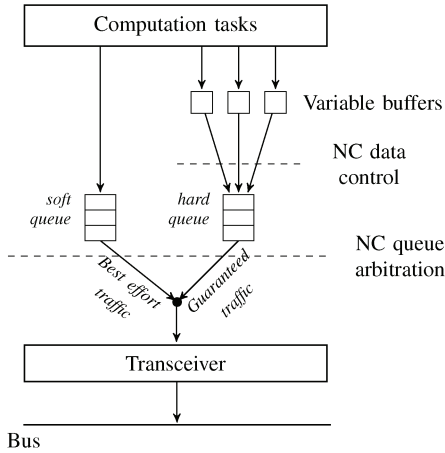 Computation tasks
Variable buffers
NC data
control
soft
queue
hard
queue
NC queue
arbitration
Best effort
traffic
Guaranteed
traffic
Transceiver
Bus